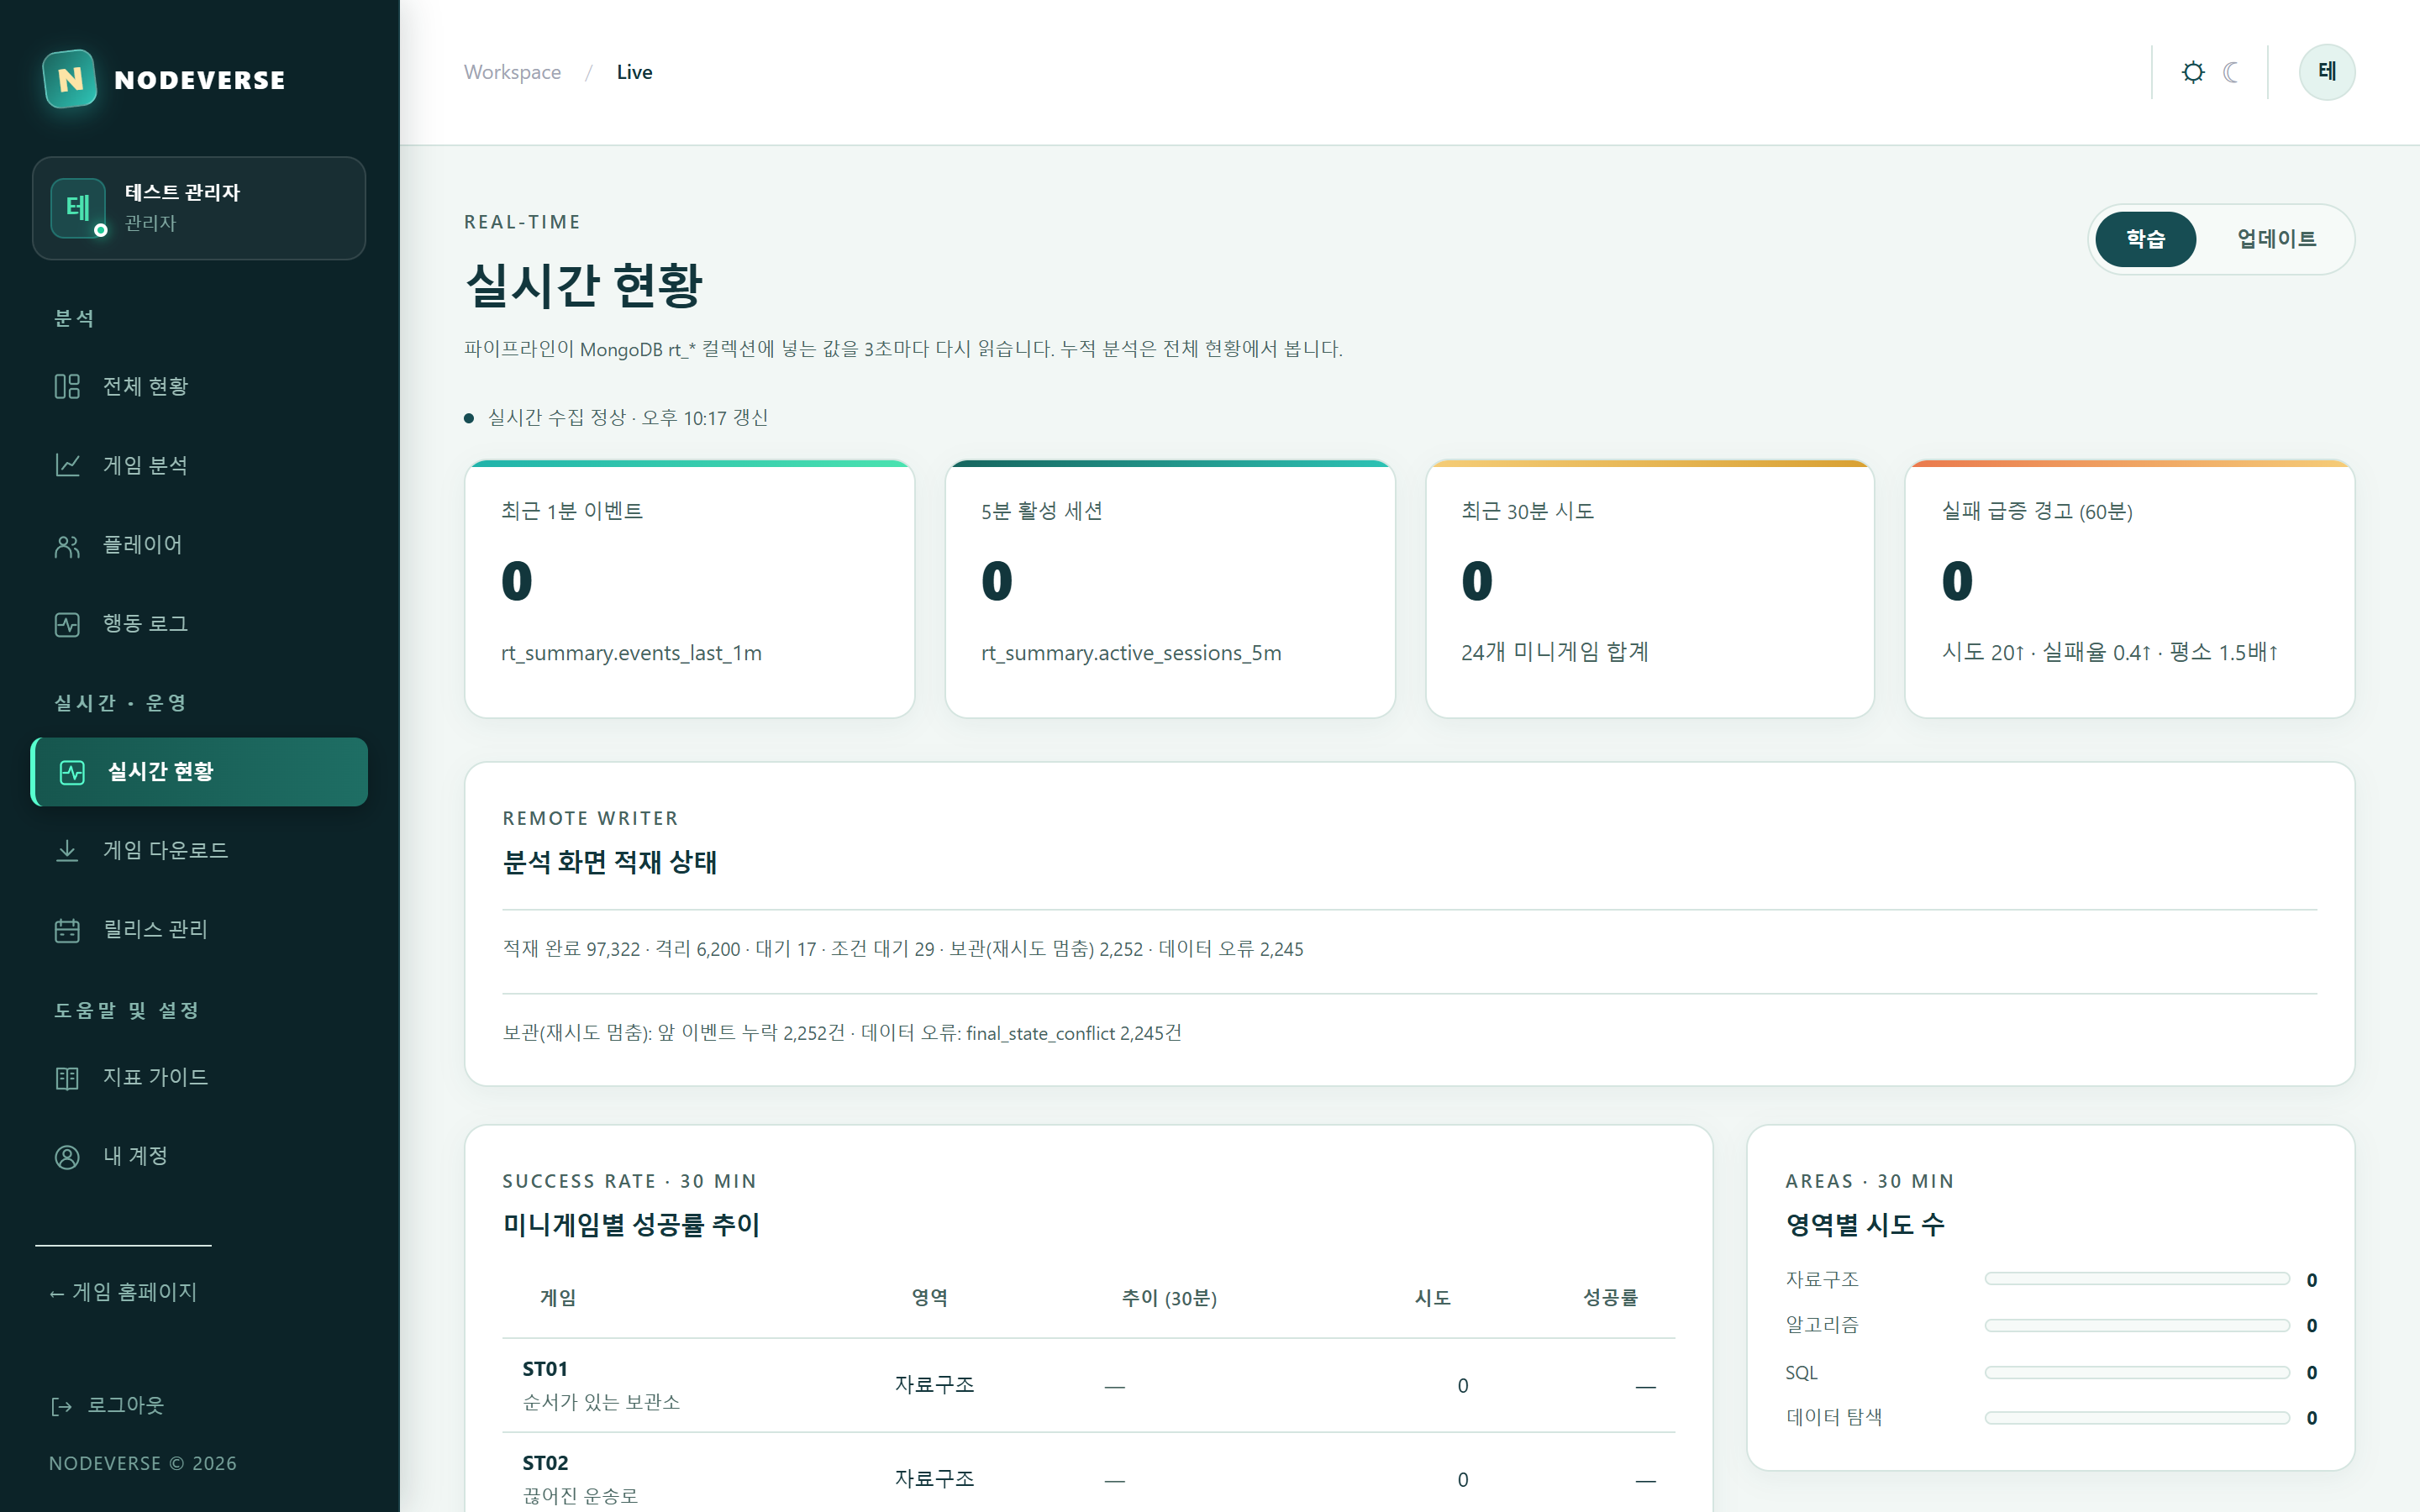 N NODEVERSE
테 테스트 관리자
관리자
분석
전체 현황
게임 분석
플레이어
행동 로그
실시간 · 운영
실시간 현황
게임 다운로드
릴리스 관리
도움말 및 설정
지표 가이드
내 계정
← 게임 홈페이지
로그아웃
NODEVERSE © 2026
Workspace / Live
테
REAL-TIME
실시간 현황
파이프라인이 MongoDB rt_* 컬렉션에 넣는 값을 3초마다 다시 읽습니다. 누적 분석은 전체 현황에서 봅니다.
학습 업데이트
실시간 수집 정상 · 오후 10:17 갱신
최근 1분 이벤트
0
rt_summary.events_last_1m
5분 활성 세션
0
rt_summary.active_sessions_5m
최근 30분 시도
0
24개 미니게임 합계
실패 급증 경고 (60분)
0
시도 20↑ · 실패율 0.4↑ · 평소 1.5배↑
REMOTE WRITER
분석 화면 적재 상태
적재 완료 97,322 · 격리 6,200 · 대기 17 · 조건 대기 29 · 보관(재시도 멈춤) 2,252 · 데이터 오류 2,245
보관(재시도 멈춤): 앞 이벤트 누락 2,252건 · 데이터 오류: final_state_conflict 2,245건
SUCCESS RATE · 30 MIN
미니게임별 성공률 추이
게임 영역 추이 (30분) 시도 성공률
ST01
순서가 있는 보관소
자료구조 — 0 —
ST02
끊어진 운송로
자료구조 — 0 —
AREAS · 30 MIN
영역별 시도 수
자료구조 0
알고리즘 0
SQL 0
데이터 탐색 0